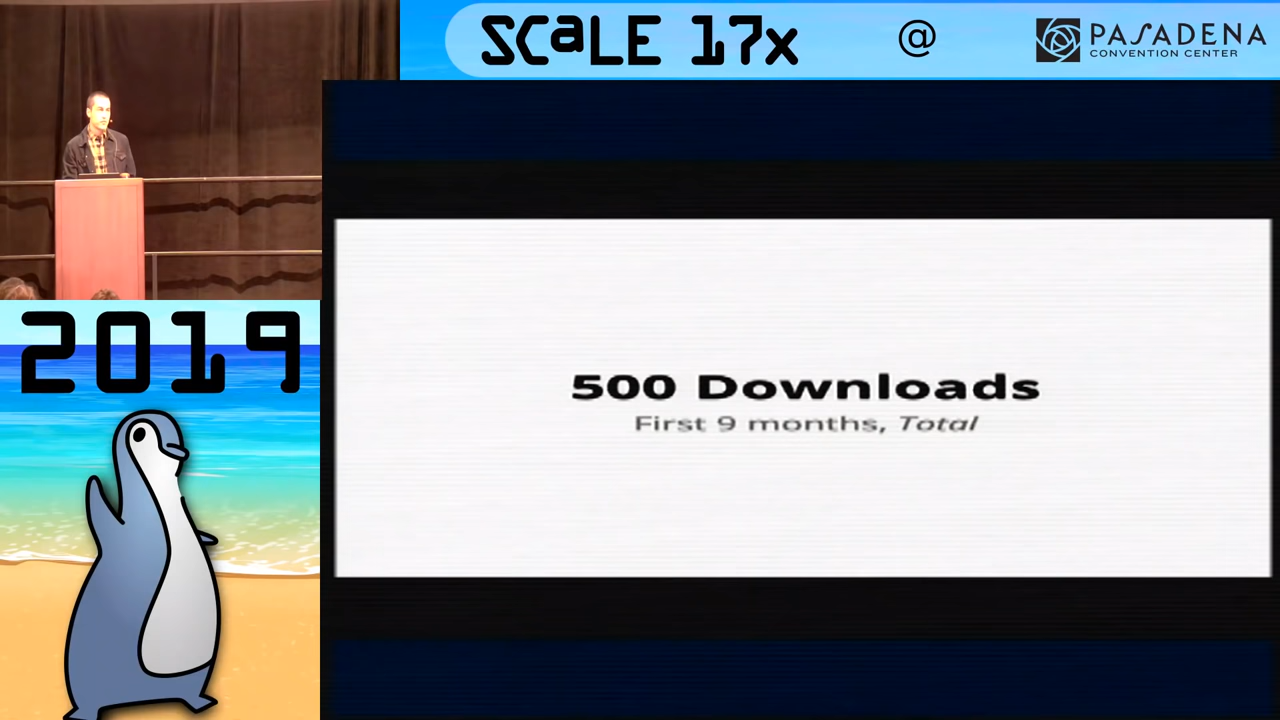 SCaLE 17x
@
PASADENA
CONVENTION CENTER
2019
500 Downloads
First 9 months, Total